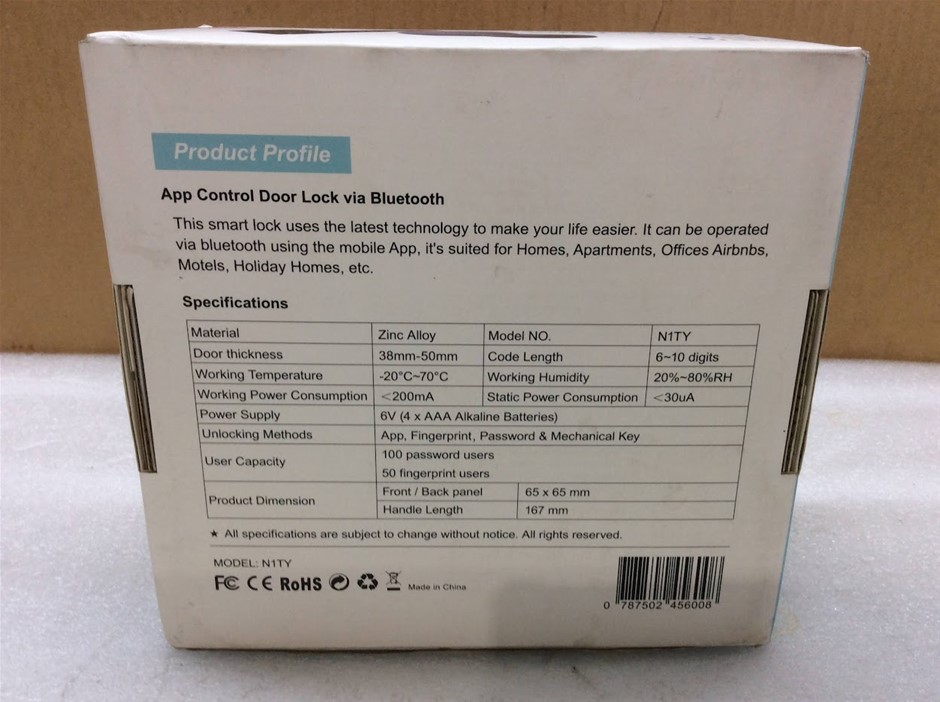 Product Profile
App Control Door Lock via Bluetooth
This smart lock uses the latest technology to make your life easier. It can be operated
via bluetooth using the mobile App, it's suited for Homes, Apartments, Offices Airbnbs,
Motels, Holiday Homes, etc.
Specifications
Material Zinc Alloy Model NO. N1TY
Door thickness 38mm-50mm Code Length 6~10 digits
Working Temperature -20°C~70°C Working Humidity 20%~80%RH
Working Power Consumption <200mA Static Power Consumption <30uA
Power Supply 6V (4 x AAA Alkaline Batteries)
Unlocking Methods App, Fingerprint, Password & Mechanical Key
User Capacity 100 password users
50 fingerprint users
Product Dimension Front / Back panel 65 x 65 mm
Handle Length 167 mm
★ All specifications are subject to change without notice. All rights reserved.
MODEL: N1TY
FC CE RoHS Made in China
0 787502 456008